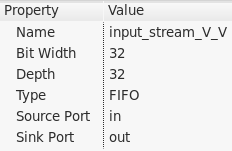 Property Value
Name input_stream_V_V
Bit Width 32
Depth 32
Type FIFO
Source Port in
Sink Port out